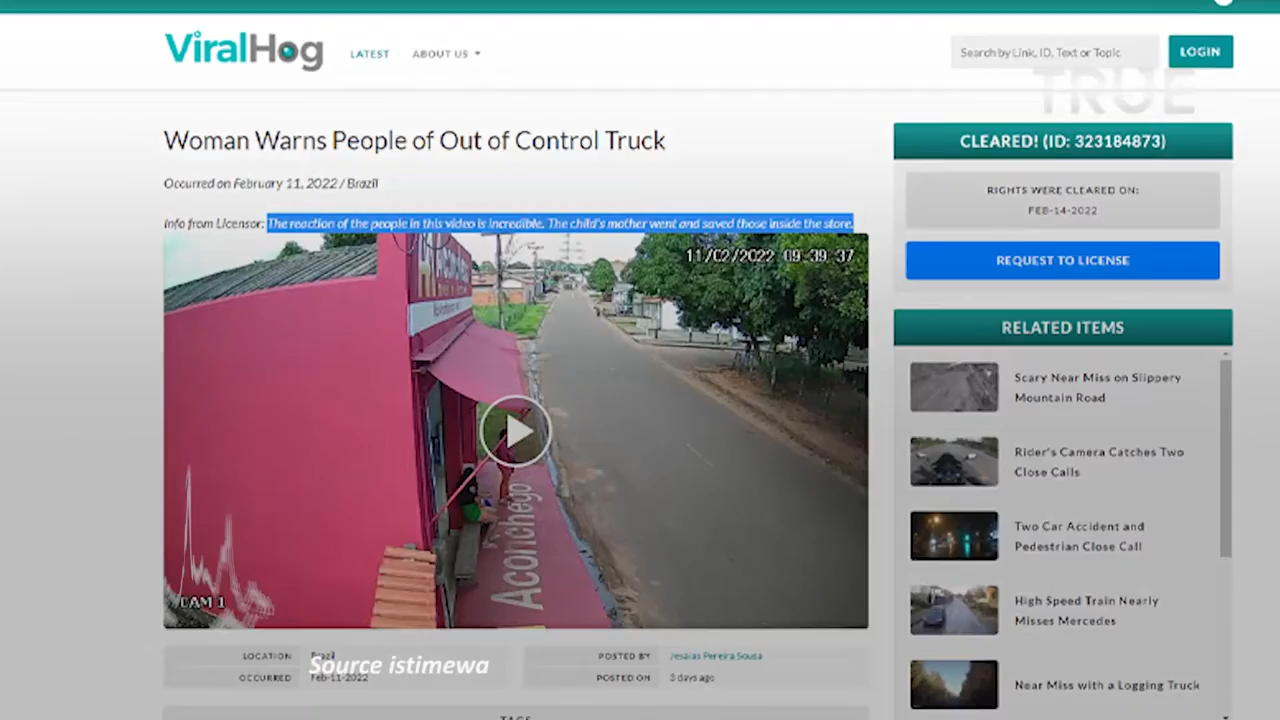 ViralHog
LATEST
ABOUT US
Search by Link, ID, Text or Topic
LOGIN
TRUE
Woman Warns People of Out of Control Truck
Occurred on February 11, 2022 / Brazil
Info from Licensor: The reaction of the people in this video is incredible. The child's mother went and saved those inside the store.
11/02/2022 09:39:37
Aconchego
CAM 1
LOCATION Brazil
OCCURRED Feb-11-2022
POSTED BY Jesaias Pereira Sousa
POSTED ON 3 days ago
Source istimewa
TAGS
CLEARED! (ID: 323184873)
RIGHTS WERE CLEARED ON:
FEB-14-2022
REQUEST TO LICENSE
RELATED ITEMS
Scary Near Miss on Slippery
Mountain Road
Rider's Camera Catches Two
Close Calls
Two Car Accident and
Pedestrian Close Call
High Speed Train Nearly
Misses Mercedes
Near Miss with a Logging Truck